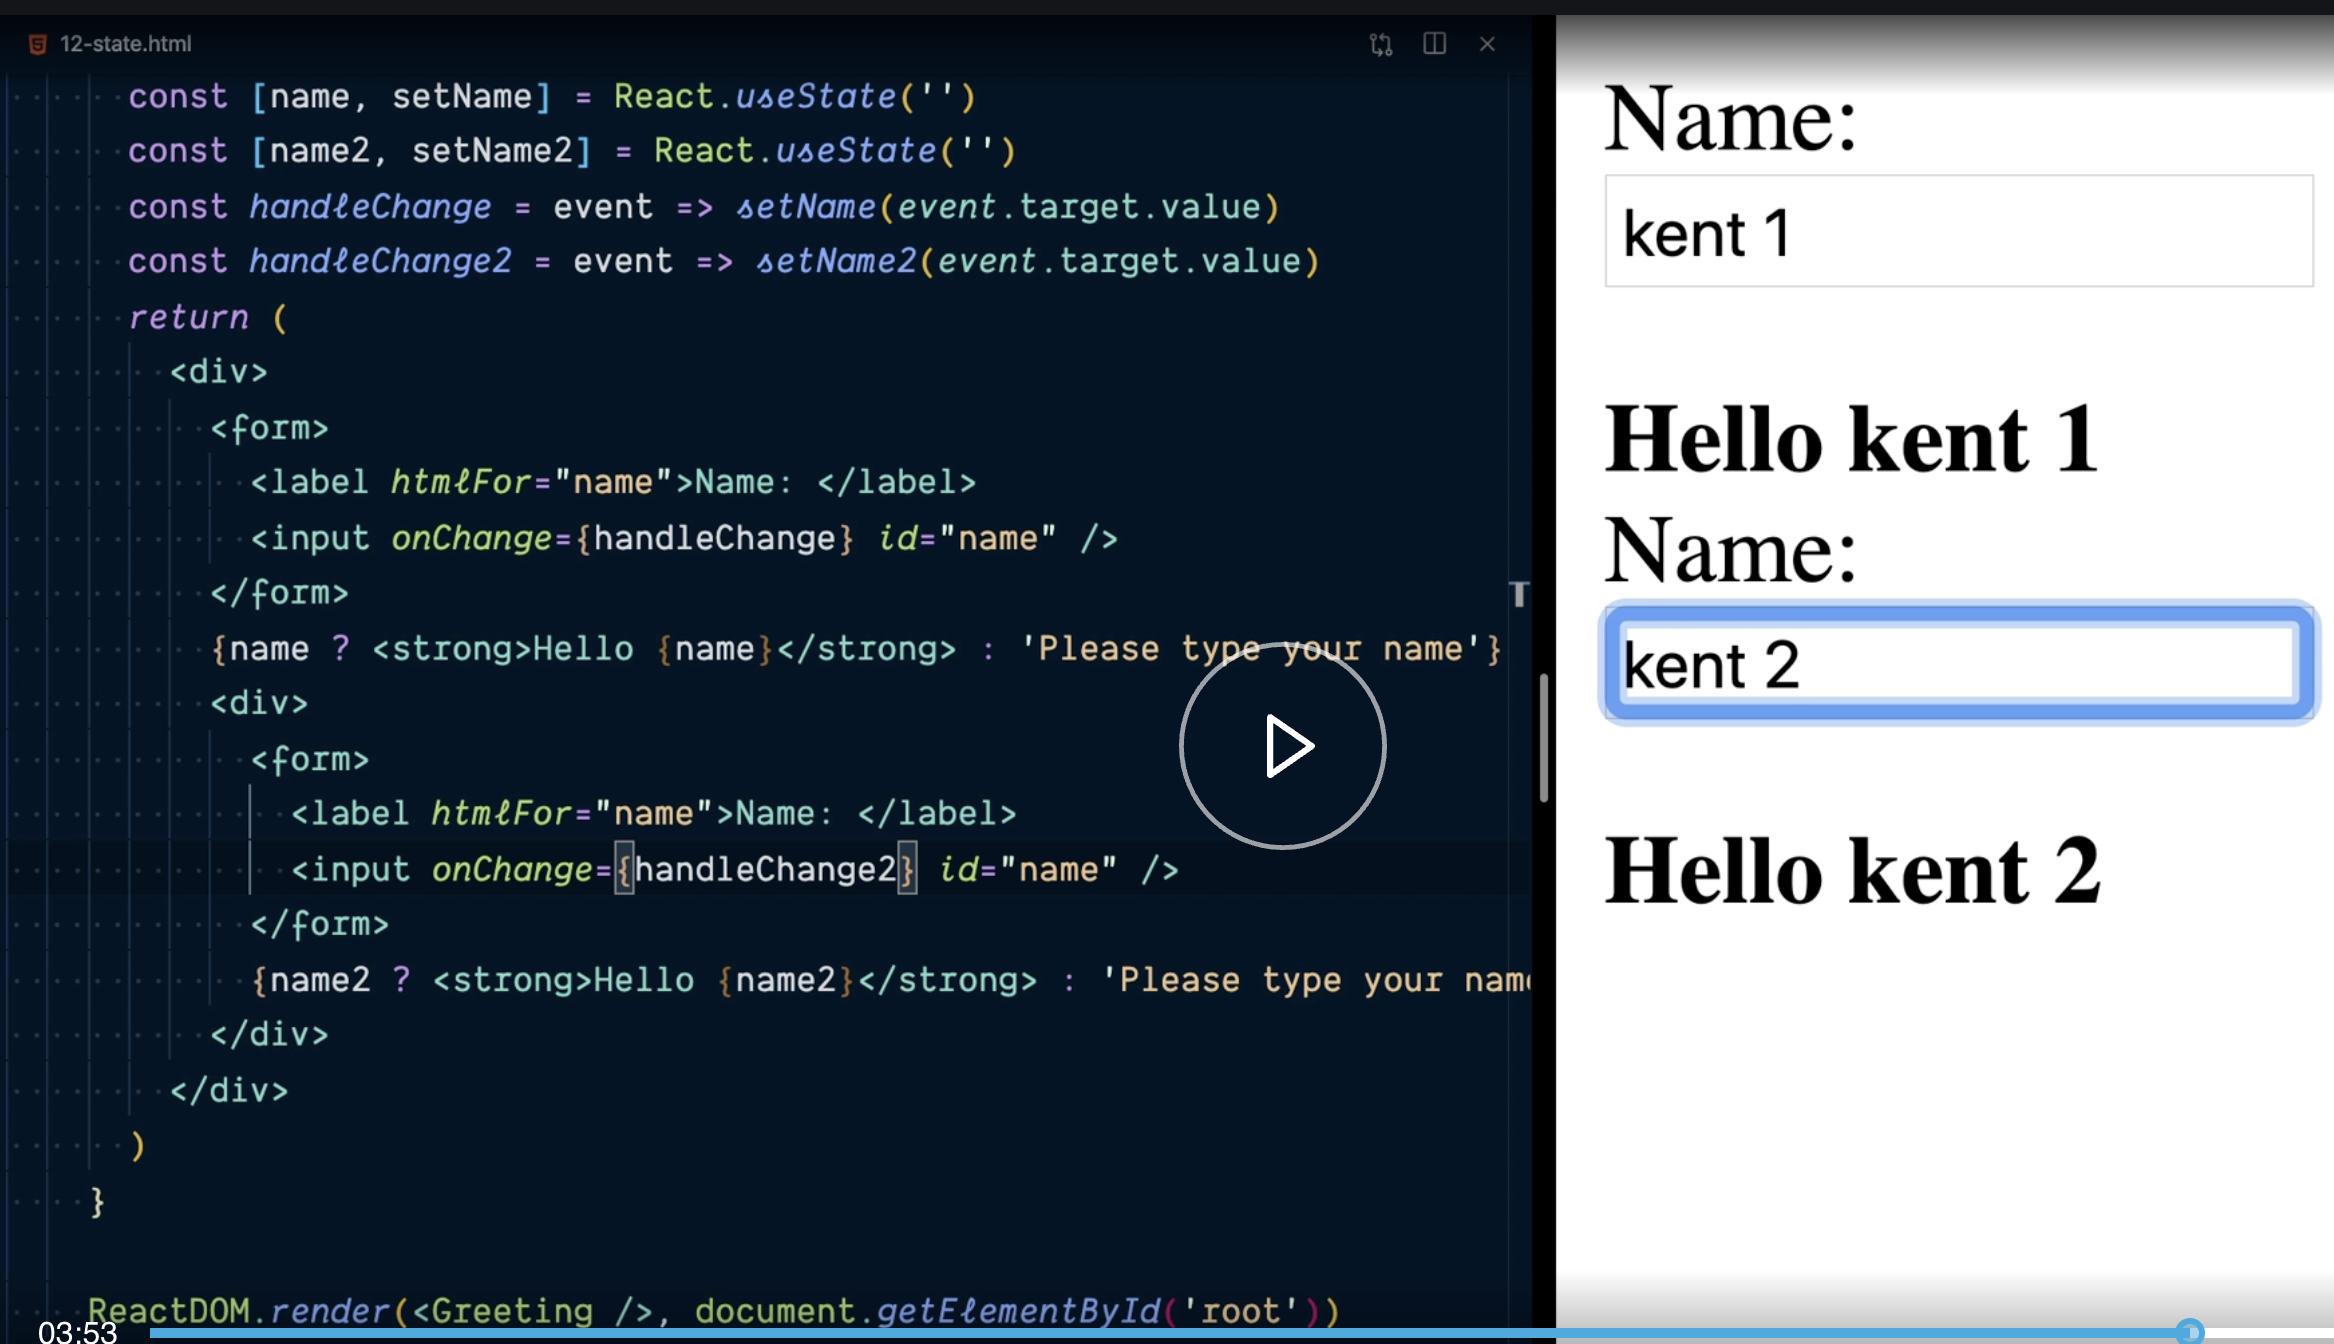 12-state.html
const [name, setName] = React.useState('')
const [name2, setName2] = React.useState('')
const handleChange = event => setName(event.target.value)
const handleChange2 = event => setName2(event.target.value)
return (
<div>
<form>
<label htmlFor="name">Name: </label>
<input onChange={handleChange} id="name" />
</form>
{name ? <strong>Hello {name}</strong> : 'Please type your name'}
<div>
<form>
<label htmlFor="name">Name: </label>
<input onChange={handleChange2} id="name" />
</form>
{name2 ? <strong>Hello {name2}</strong> : 'Please type your nam
</div>
</div>
)
}
ReactDOM.render(<Greeting />, document.getElementById('root'))
03:53
Name:
kent 1
Hello kent 1
Name:
kent 2
Hello kent 2